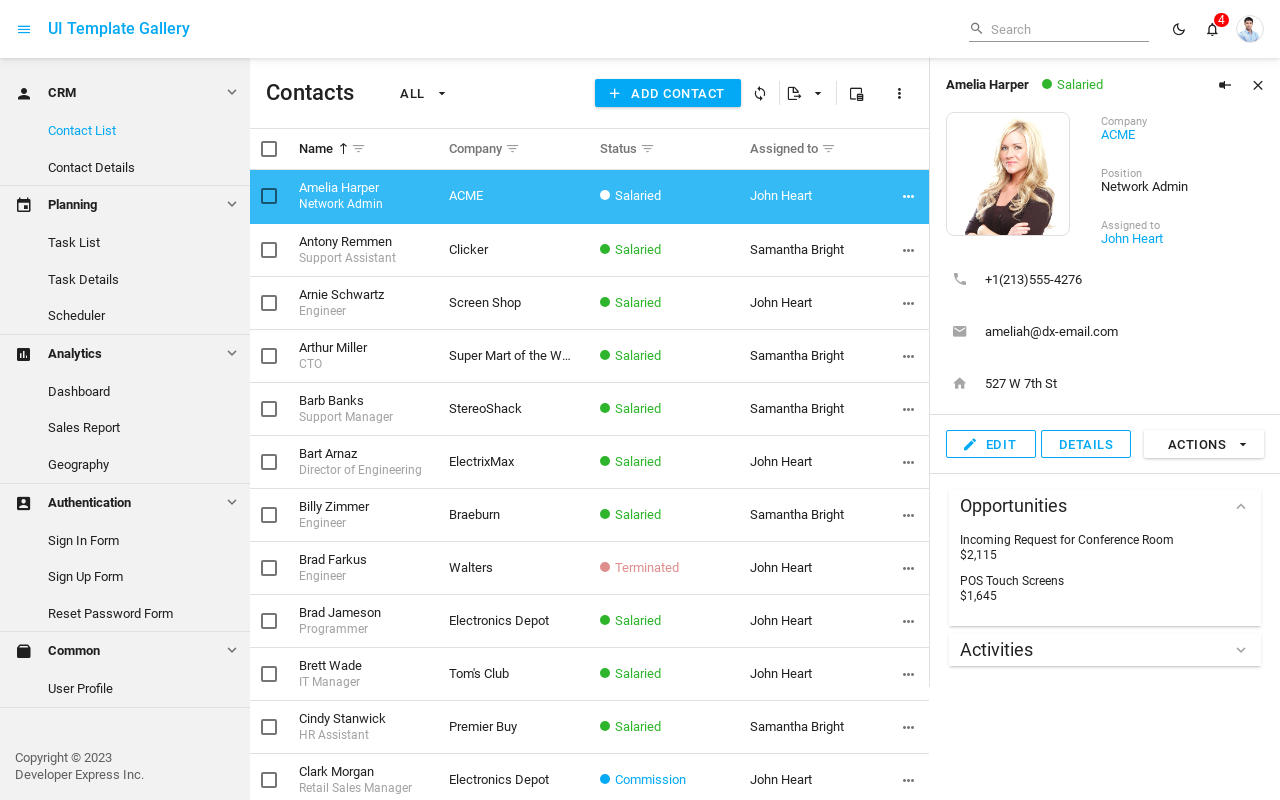 UI Template Gallery
Search
4
CRM
Contact List
Contact Details
Planning
Task List
Task Details
Scheduler
Analytics
Dashboard
Sales Report
Geography
Authentication
Sign In Form
Sign Up Form
Reset Password Form
Common
User Profile
Copyright © 2023
Developer Express Inc.
Contacts
ALL
ADD CONTACT
Name Company Status Assigned to
Amelia Harper
Network Admin
ACME Salaried John Heart
Antony Remmen
Support Assistant
Clicker Salaried Samantha Bright
Arnie Schwartz
Engineer
Screen Shop Salaried John Heart
Arthur Miller
CTO
Super Mart of the W... Salaried Samantha Bright
Barb Banks
Support Manager
StereoShack Salaried Samantha Bright
Bart Arnaz
Director of Engineering
ElectrixMax Salaried John Heart
Billy Zimmer
Engineer
Braeburn Salaried Samantha Bright
Brad Farkus
Engineer
Walters Terminated John Heart
Brad Jameson
Programmer
Electronics Depot Salaried John Heart
Brett Wade
IT Manager
Tom's Club Salaried John Heart
Cindy Stanwick
HR Assistant
Premier Buy Salaried Samantha Bright
Clark Morgan
Retail Sales Manager
Electronics Depot Commission John Heart
Amelia Harper Salaried
Company
ACME
Position
Network Admin
Assigned to
John Heart
+1(213)555-4276
ameliah@dx-email.com
527 W 7th St
EDIT DETAILS ACTIONS
Opportunities
Incoming Request for Conference Room
$2,115
POS Touch Screens
$1,645
Activities